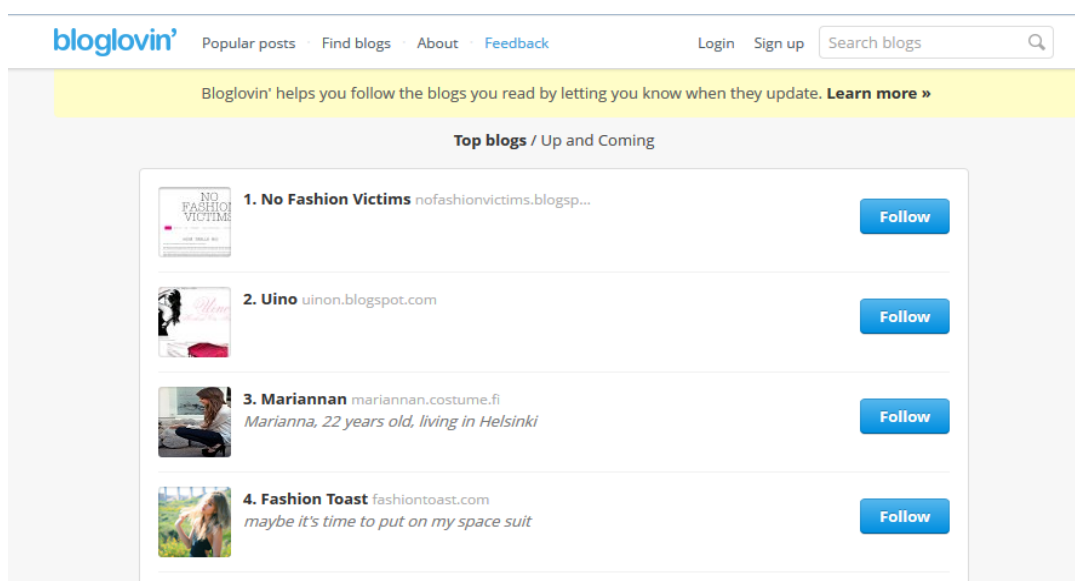 bloglovin’ Popular posts · Find blogs · About · Feedback Login Sign up Search blogs
Bloglovin’ helps you follow the blogs you read by letting you know when they update. Learn more »
Top blogs / Up and Coming
NO
FASHION
VICTIMS
1. No Fashion Victims nofashionvictims.blogsp...
Follow
2. Uino uinon.blogspot.com
Follow
3. Mariannan mariannan.costume.fi
Marianna, 22 years old, living in Helsinki
Follow
4. Fashion Toast fashiontoast.com
maybe it's time to put on my space suit
Follow